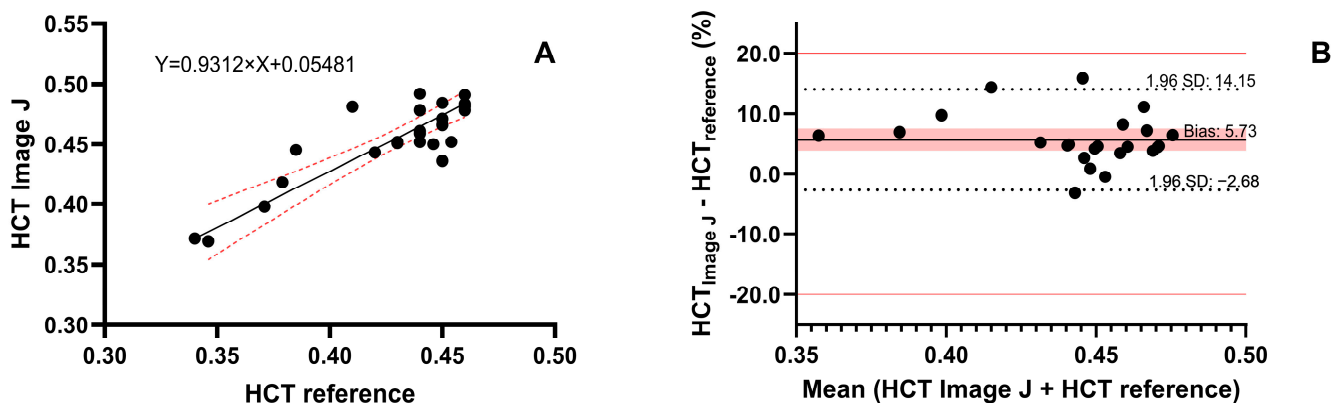 A
Y=0.9312×X+0.05481
HCT Image J
0.55
0.50
0.45
0.40
0.35
0.30
0.30 0.35 0.40 0.45 0.50
HCT reference
B
HCTImage J - HCTreference (%)
20.0
10.0
0.0
-10.0
-20.0
1.96 SD: 14.15
Bias: 5.73
1.96 SD: −2.68
0.35 0.40 0.45 0.50
Mean (HCT Image J + HCT reference)